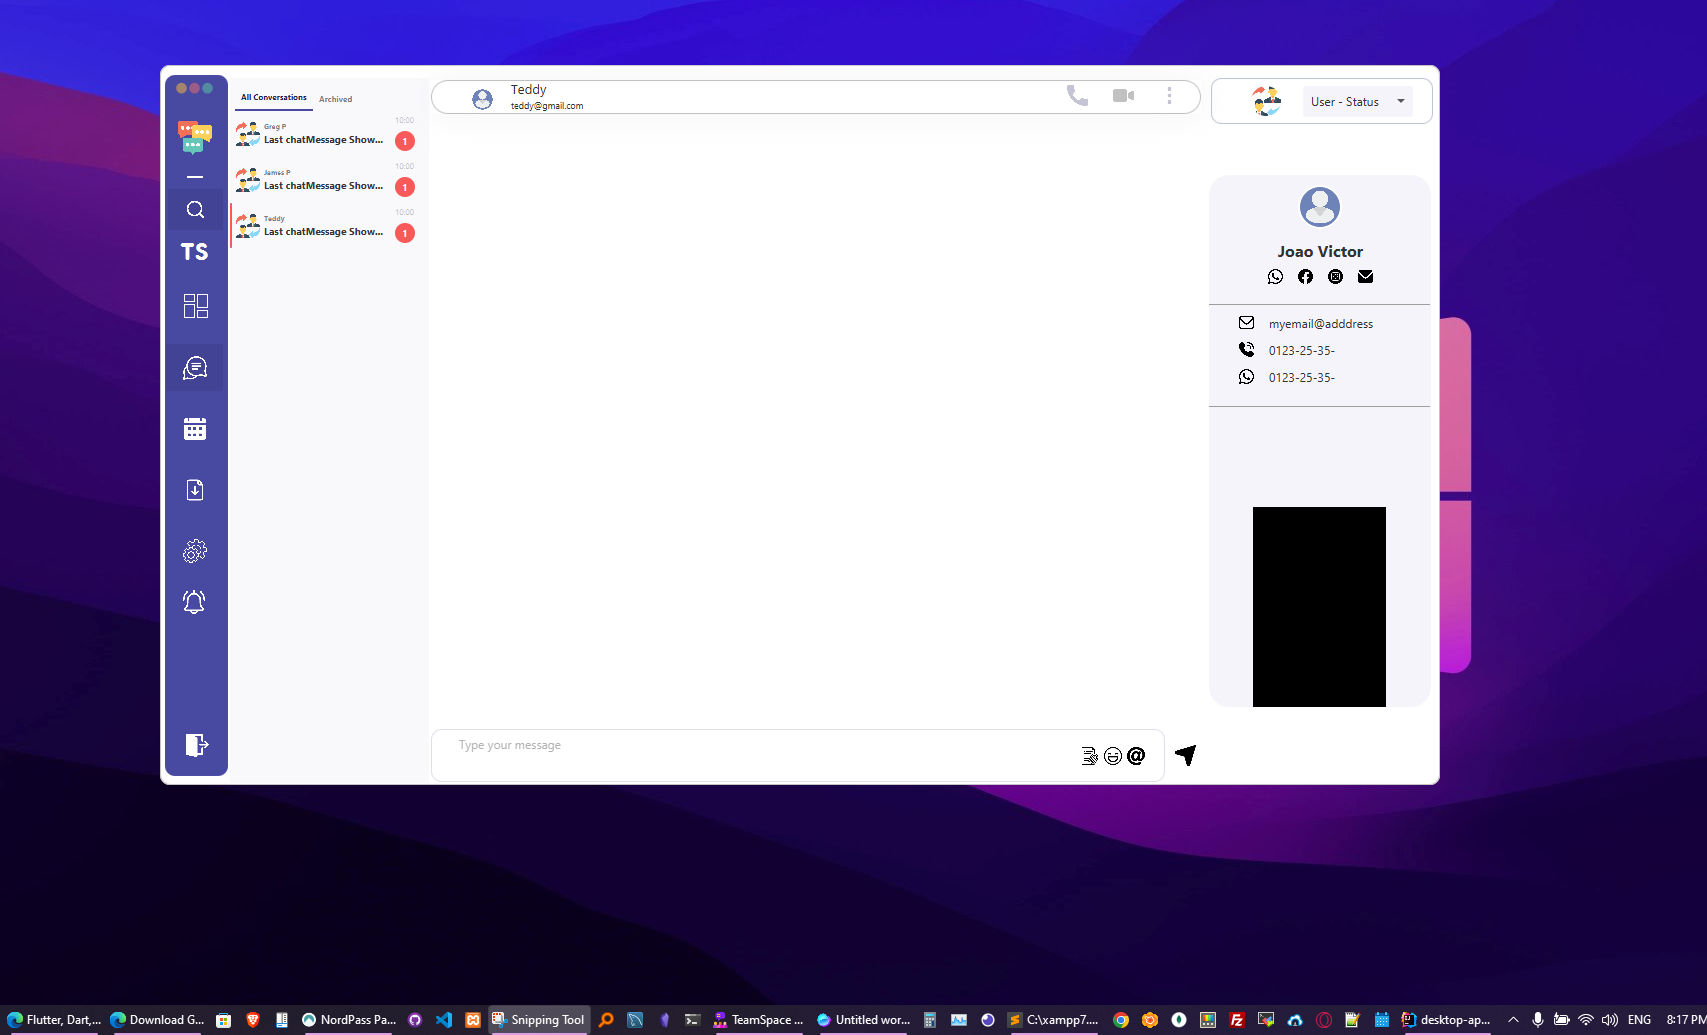 All Conversations
Archived
Greg P
10:00
Last chatMessage Show...
1
James P
10:00
Last chatMessage Show...
1
Teddy
10:00
Last chatMessage Show...
1
TS
Teddy
teddy@gmail.com
User - Status
Joao Victor
myemail@adddress
0123-25-35-
0123-25-35-
Type your message
Flutter, Dart,...
Download G...
NordPass Pa...
Snipping Tool
TeamSpace ...
Untitled wor...
C:\xampp7....
desktop-ap...
ENG
8:17 PM